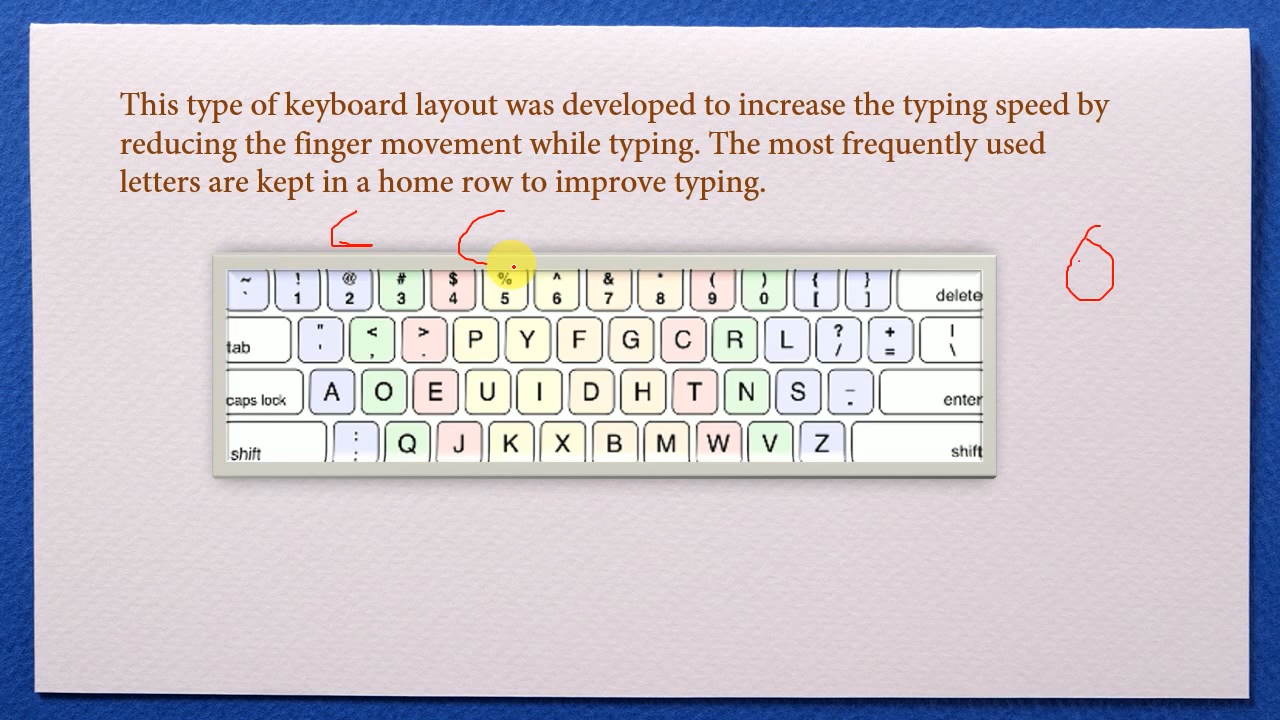 This type of keyboard layout was developed to increase the typing speed by
reducing the finger movement while typing. The most frequently used
letters are kept in a home row to improve typing.
6
~ ! @ # $ % ^ & * ( ) { }
` 1 2 3 4 5 6 7 8 9 0 [ ] delete
" < > ? + |
tab ' , . P Y F G C R L / = \
caps lock A O E U I D H T N S _ - enter
shift : ; Q J K X B M W V Z shift